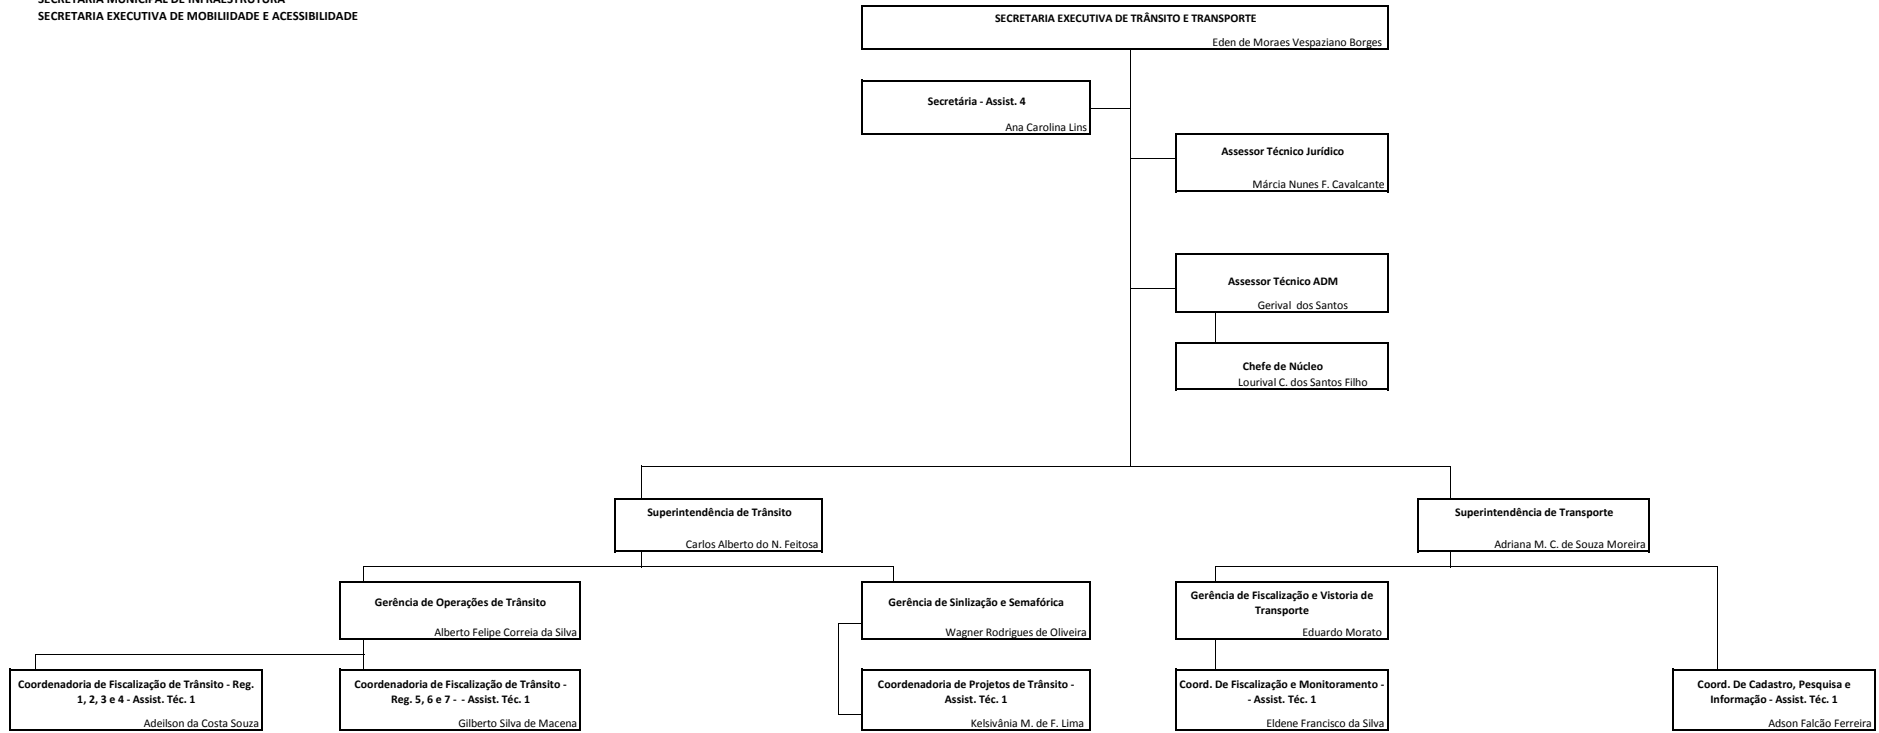 SECRETARIA MUNICIPAL DE INFRAESTRUTURA
SECRETARIA EXECUTIVA DE MOBILIIDADE E ACESSIBILIDADE
SECRETARIA EXECUTIVA DE TRÂNSITO E TRANSPORTE
Eden de Moraes Vespaziano Borges
Secretária - Assist. 4
Ana Carolina Lins
Assessor Técnico Jurídico
Márcia Nunes F. Cavalcante
Assessor Técnico ADM
Gerival  dos Santos
Chefe de Núcleo
Lourival C. dos Santos Filho
Superintendência de Trânsito
Carlos Alberto do N. Feitosa
Superintendência de Transporte
Adriana M. C. de Souza Moreira
Gerência de Operações de Trânsito
Alberto Felipe Correia da Silva
Gerência de Sinlização e Semafórica
Wagner Rodrigues de Oliveira
Gerência de Fiscalização e Vistoria de
Transporte
Eduardo Morato
Coordenadoria de Fiscalização de Trânsito - Reg.
1, 2, 3 e 4 - Assist. Téc. 1
Adeilson da Costa Souza
Coordenadoria de Fiscalização de Trânsito -
Reg. 5, 6 e 7 -  - Assist. Téc. 1
Gilberto Silva de Macena
Coordenadoria de Projetos de Trânsito -
Assist. Téc. 1
Kelsivânia M. de F. Lima
Coord. De Fiscalização e Monitoramento -
- Assist. Téc. 1
Eldene Francisco da Silva
Coord. De Cadastro, Pesquisa e
Informação - Assist. Téc. 1
Adson Falcão Ferreira